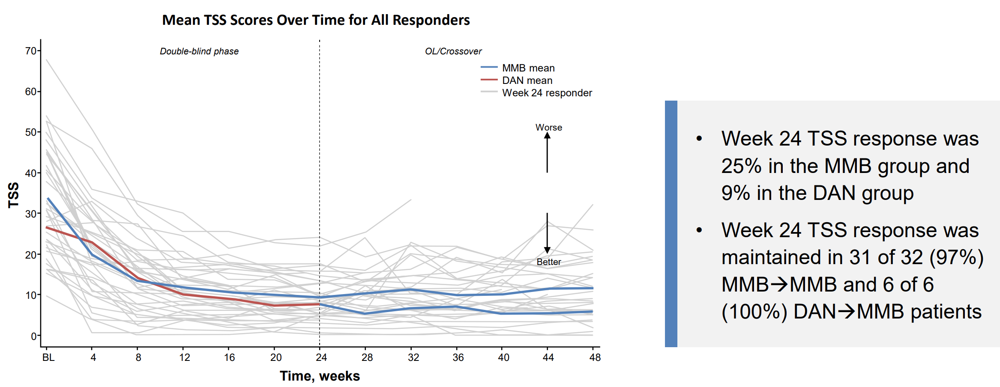 Mean TSS Scores Over Time for All Responders
Double-blind phase
OL/Crossover
MMB mean
DAN mean
Week 24 responder
Worse
Better
TSS
70
60
50
40
30
20
10
0
BL 4 8 12 16 20 24 28 32 36 40 44 48
Time, weeks
• Week 24 TSS response was
25% in the MMB group and
9% in the DAN group
• Week 24 TSS response was
maintained in 31 of 32 (97%)
MMB→MMB and 6 of 6
(100%) DAN→MMB patients